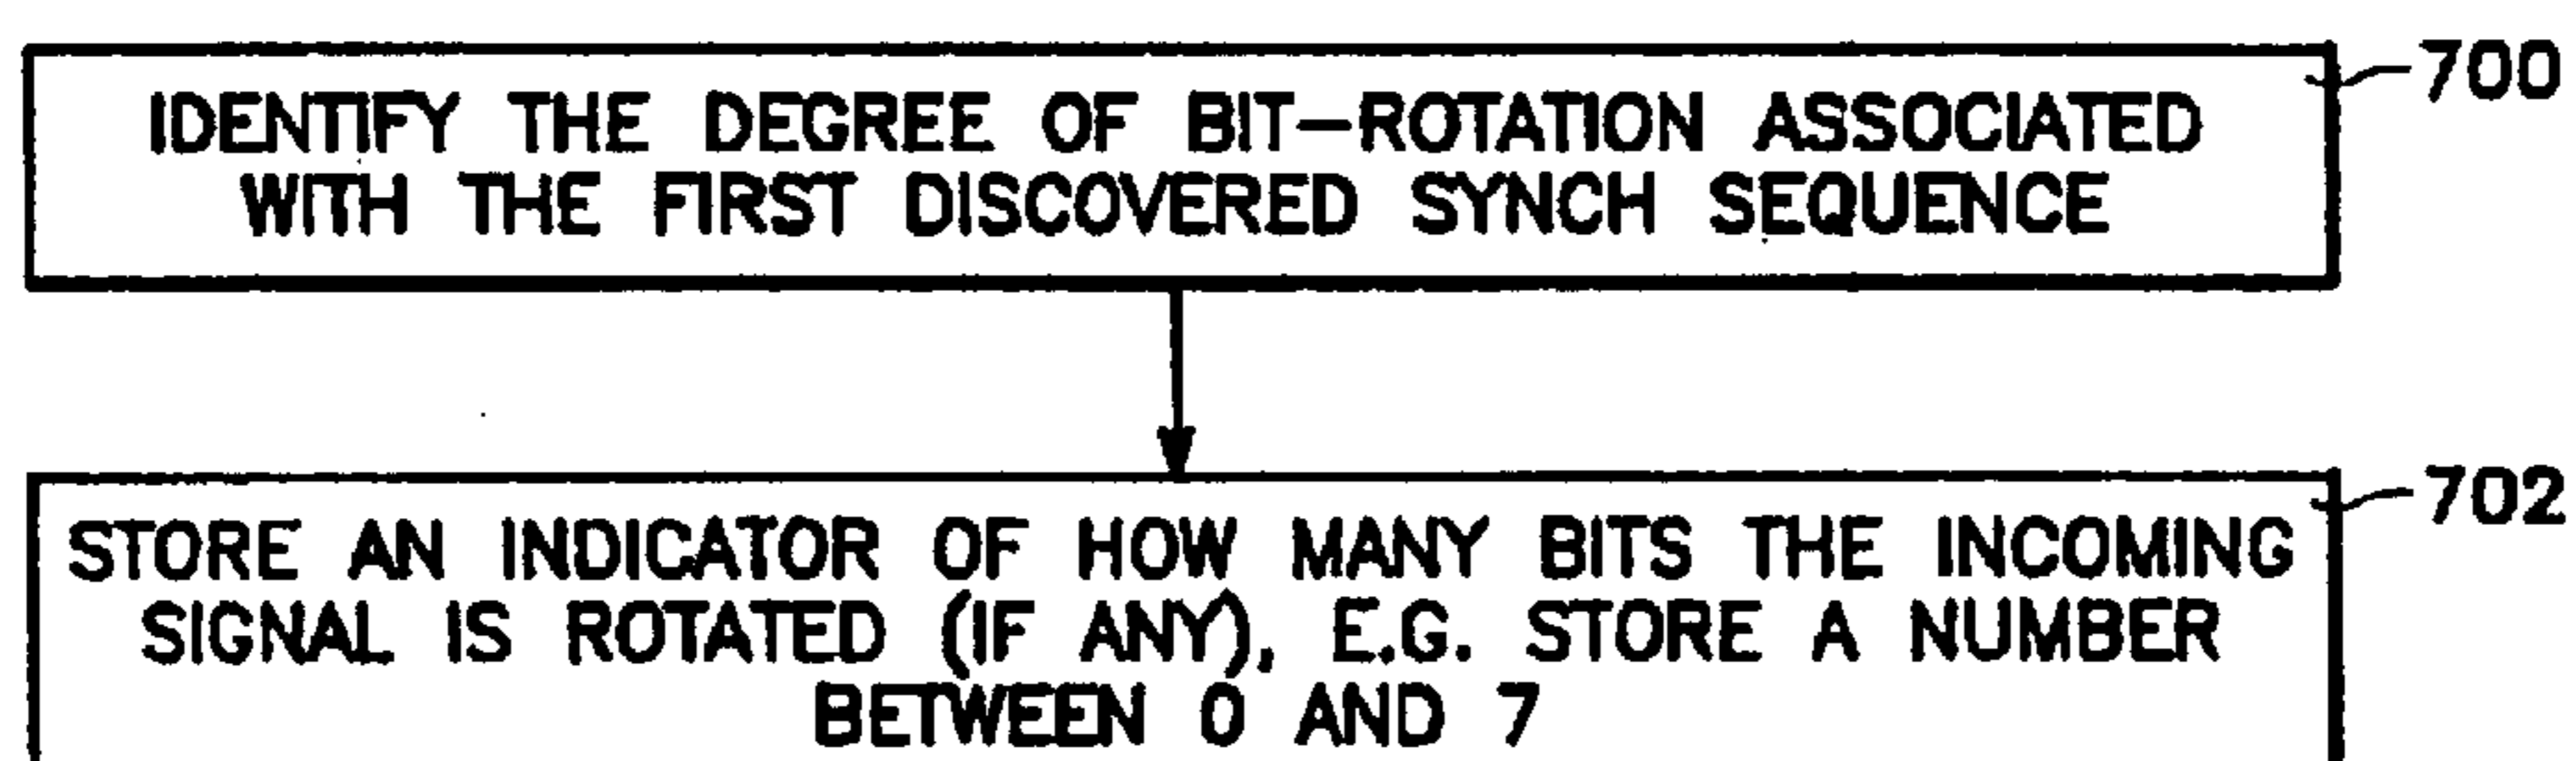 700
IDENTIFY THE DEGREE OF BIT-ROTATION ASSOCIATED
WITH THE FIRST DISCOVERED SYNCH SEQUENCE
702
STORE AN INDICATOR OF HOW MANY BITS THE INCOMING
SIGNAL IS ROTATED (IF ANY), E.G. STORE A NUMBER
BETWEEN 0 AND 7